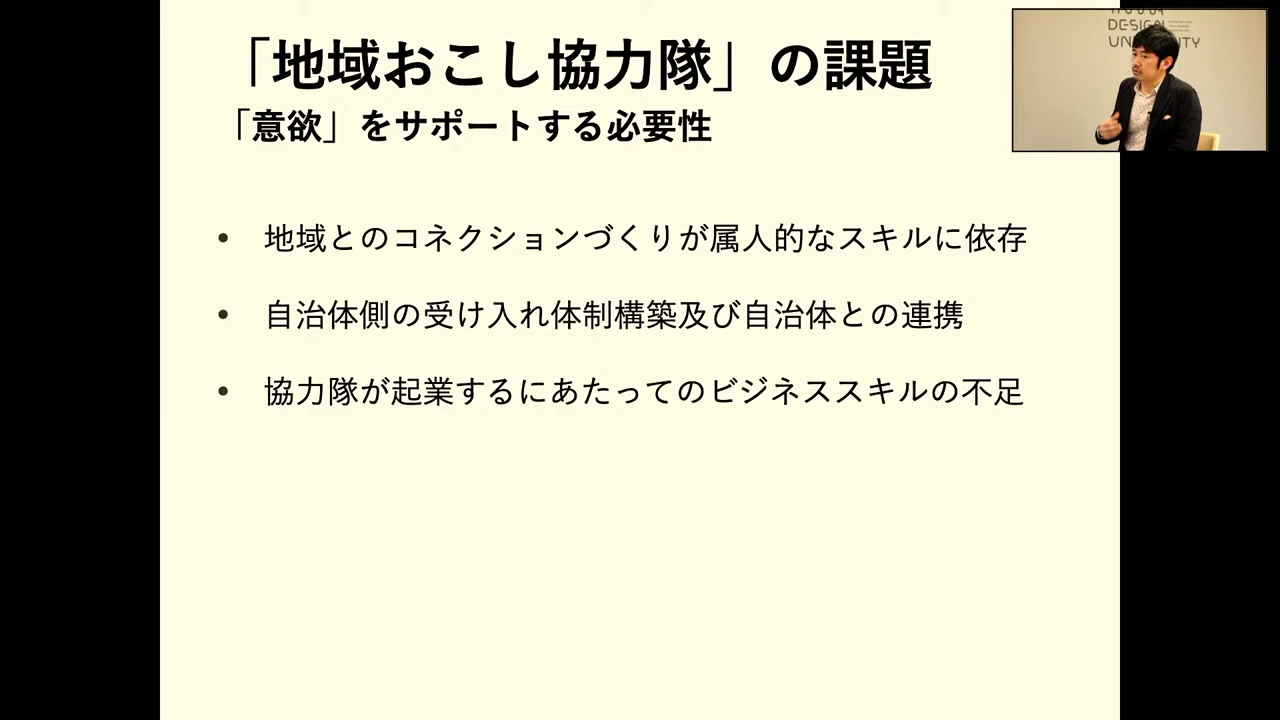 「地域おこし協力隊」の課題
「意欲」をサポートする必要性
• 地域とのコネクションづくりが属人的なスキルに依存
• 自治体側の受け入れ体制構築及び自治体との連携
• 協力隊が起業するにあたってのビジネススキルの不足
DESIGN